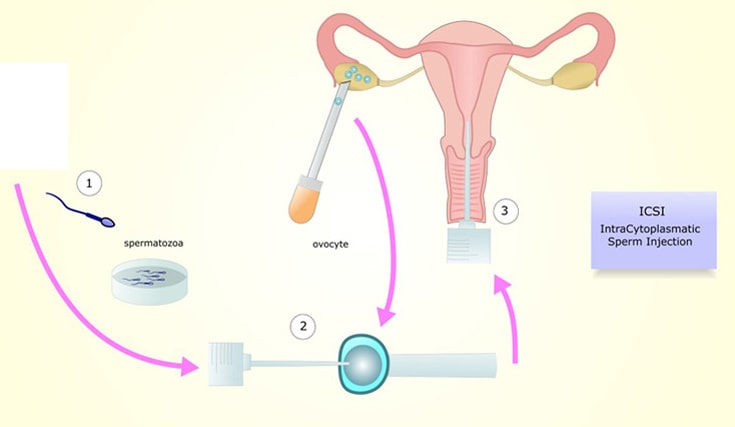 1
spermatozoa
ovocyte
3
ICSI
IntraCytoplasmatic
Sperm Injection
2